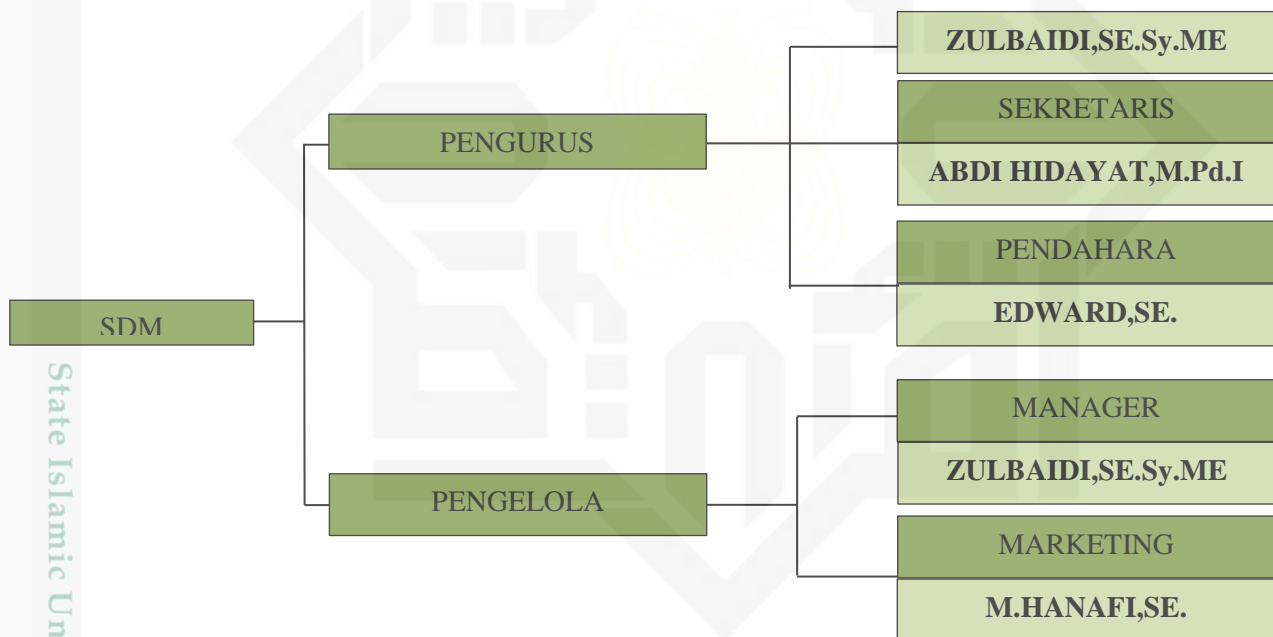 ZULBAIDI,SE.Sy.ME
SEKRETARIS
PENGURUS
ABDI HIDAYAT,M.Pd.I
PENDAHARA
EDWARD,SE.
SDM
MANAGER
ZULBAIDI,SE.Sy.ME
PENGELOLA
MARKETING
M.HANAFI,SE.
State Islamic Un